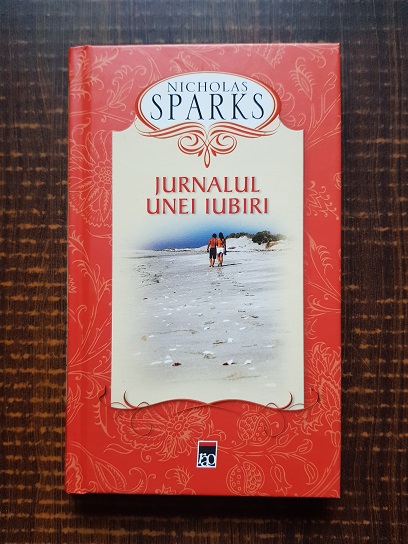 NICHOLAS
SPARKS
JURNALUL
UNEI IUBIRI
rao